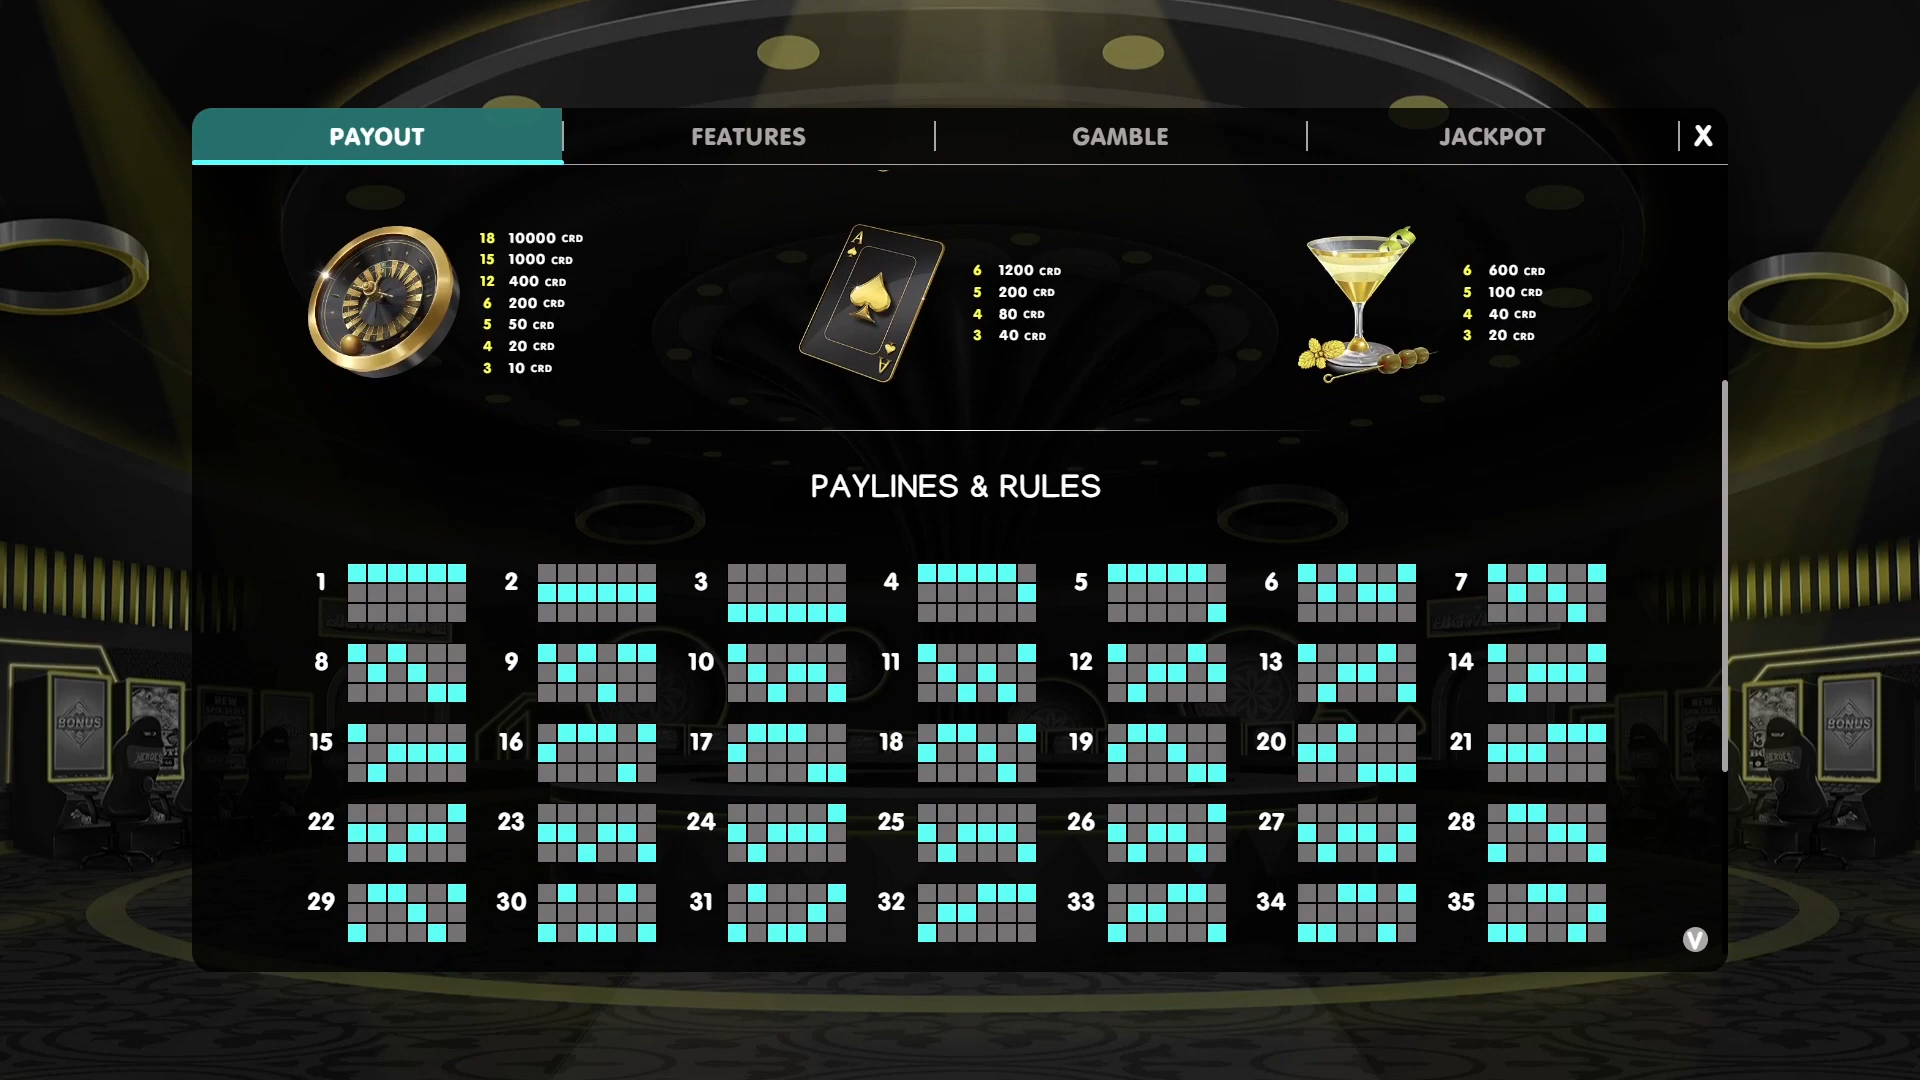 PAYOUT FEATURES GAMBLE JACKPOT X
18 10000 CRD
15 1000 CRD
12 400 CRD
6 200 CRD
5 50 CRD
4 20 CRD
3 10 CRD
A
A
6 1200 CRD
5 200 CRD
4 80 CRD
3 40 CRD
6 600 CRD
5 100 CRD
4 40 CRD
3 20 CRD
PAYLINES & RULES
1 2 3 4 5 6 7
8 9 10 11 12 13 14
15 16 17 18 19 20 21
22 23 24 25 26 27 28
29 30 31 32 33 34 35
V
BONUS
BONUS